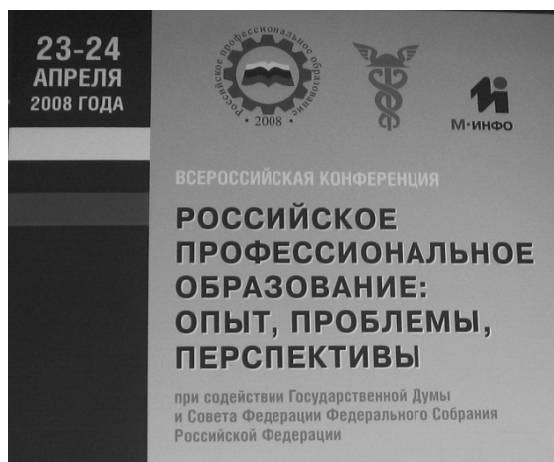 23-24
АПРЕЛЯ
2008 ГОДА
Российское профессиональное образование
• 2008 •
М•ИНФО
ВСЕРОССИЙСКАЯ КОНФЕРЕНЦИЯ
РОССИЙСКОЕ
ПРОФЕССИОНАЛЬНОЕ
ОБРАЗОВАНИЕ:
ОПЫТ, ПРОБЛЕМЫ,
ПЕРСПЕКТИВЫ
при содействии Государственной Думы
и Совета Федерации Федерального Собрания
Российской Федерации